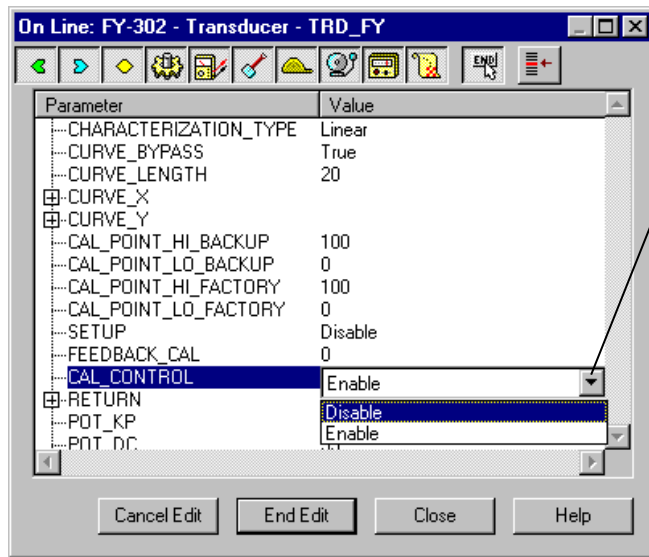 On Line: FY-302 - Transducer - TRD_FY
END
Parameter Value
CHARACTERIZATION_TYPE Linear
CURVE_BYPASS True
CURVE_LENGTH 20
CURVE_X
CURVE_Y
CAL_POINT_HI_BACKUP 100
CAL_POINT_LO_BACKUP 0
CAL_POINT_HI_FACTORY 100
CAL_POINT_LO_FACTORY 0
SETUP Disable
FEEDBACK_CAL 0
CAL_CONTROL Enable
RETURN Disable
POT_KP Enable
POT_DC
Cancel Edit End Edit Close Help